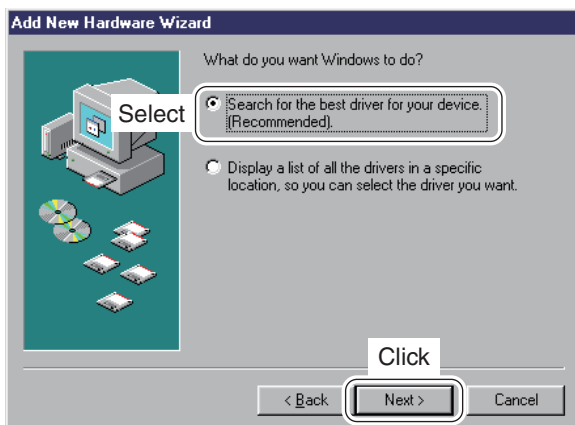 Add New Hardware Wizard
What do you want Windows to do?
Select
Search for the best driver for your device.
(Recommended).
Display a list of all the drivers in a specific
location, so you can select the driver you want.
Click
< Back
Next >
Cancel